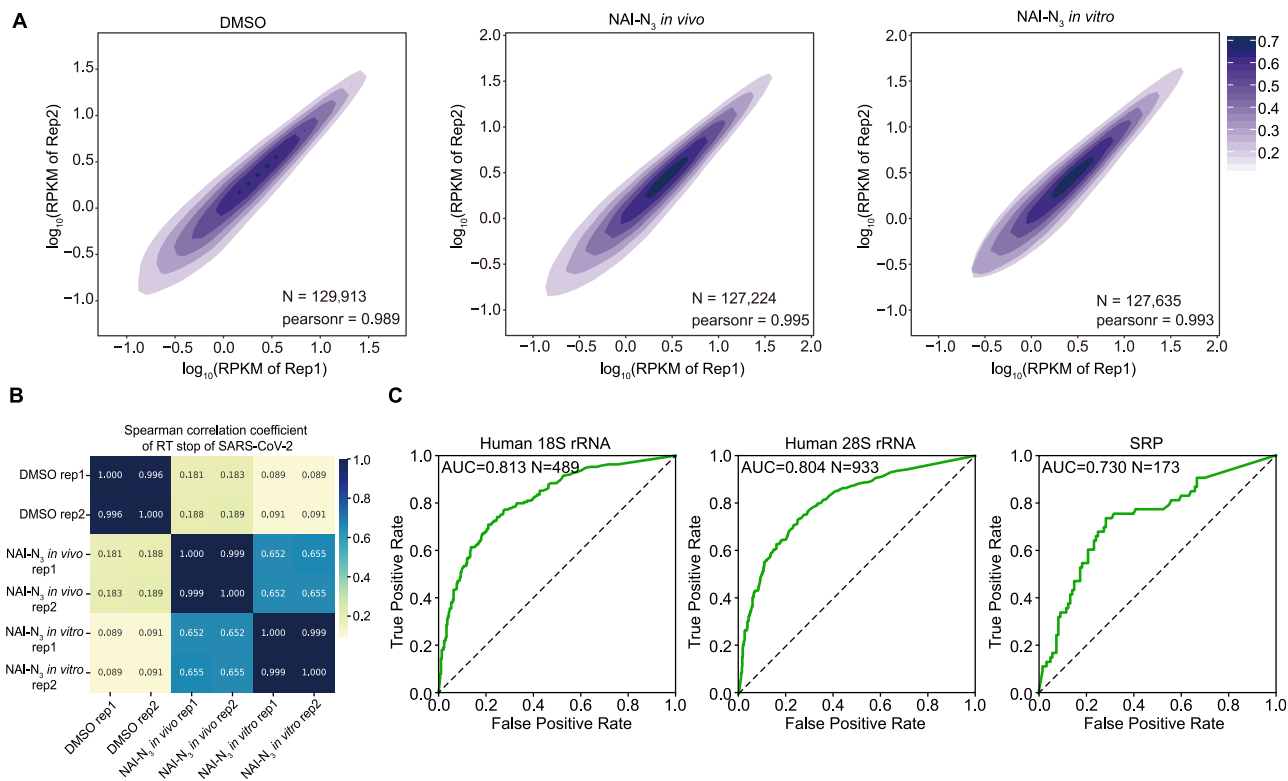 A
DMSO
NAI-N₃ in vivo
NAI-N₃ in vitro
log₁₀(RPKM of Rep2)
1.5
1.0
0.5
0.0
−0.5
−1.0
N = 129,913
pearsonr = 0.989
−1.0 −0.5 0.0 0.5 1.0 1.5
log₁₀(RPKM of Rep1)
log₁₀(RPKM of Rep2)
2.0
1.5
1.0
0.5
0.0
−0.5
−1.0
N = 127,224
pearsonr = 0.995
−1.0 −0.5 0.0 0.5 1.0 1.5 2.0
log₁₀(RPKM of Rep1)
log₁₀(RPKM of Rep2)
2.0
1.5
1.0
0.5
0.0
−0.5
−1.0
N = 127,635
pearsonr = 0.993
−1.0 −0.5 0.0 0.5 1.0 1.5 2.0
log₁₀(RPKM of Rep1)
0.7
0.6
0.5
0.4
0.3
0.2
B
Spearman correlation coefficient
of RT stop of SARS-CoV-2
DMSO rep1 1.000 0.996 0.181 0.183 0.089 0.089
DMSO rep2 0.996 1.000 0.188 0.189 0.091 0.091
NAI-N₃ in vivo
rep1
0.181 0.188 1.000 0.999 0.652 0.655
NAI-N₃ in vivo
rep2
0.183 0.189 0.999 1.000 0.652 0.655
NAI-N₃ in vitro
rep1
0.089 0.091 0.652 0.652 1.000 0.999
NAI-N₃ in vitro
rep2
0.089 0.091 0.655 0.655 0.999 1.000
DMSO rep1
DMSO rep2
NAI-N₃ in vivo rep1
NAI-N₃ in vivo rep2
NAI-N₃ in vitro rep1
NAI-N₃ in vitro rep2
1.0
0.8
0.6
0.4
0.2
C
Human 18S rRNA
AUC=0.813 N=489
True Positive Rate
1.0
0.8
0.6
0.4
0.2
0.0
0.0 0.2 0.4 0.6 0.8 1.0
False Positive Rate
Human 28S rRNA
AUC=0.804 N=933
True Positive Rate
1.0
0.8
0.6
0.4
0.2
0.0
0.0 0.2 0.4 0.6 0.8 1.0
False Positive Rate
SRP
AUC=0.730 N=173
True Positive Rate
1.0
0.8
0.6
0.4
0.2
0.0
0.0 0.2 0.4 0.6 0.8 1.0
False Positive Rate